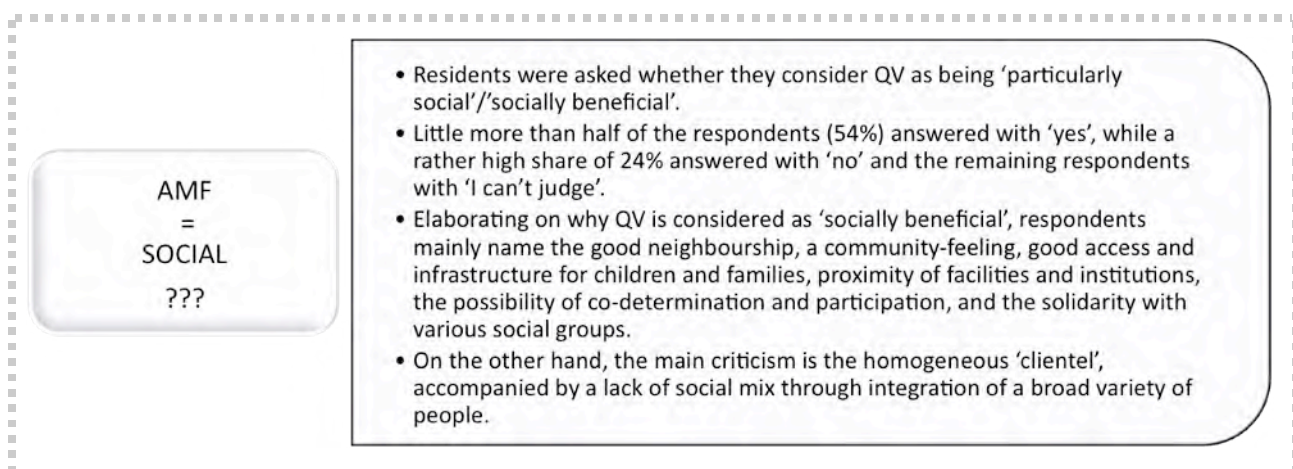 AMF
=
SOCIAL
???
• Residents were asked whether they consider QV as being ‘particularly
social’/’socially beneficial’.
• Little more than half of the respondents (54%) answered with ‘yes’, while a
rather high share of 24% answered with ‘no’ and the remaining respondents
with ‘I can’t judge’.
• Elaborating on why QV is considered as ‘socially beneficial’, respondents
mainly name the good neighbourship, a community-feeling, good access and
infrastructure for children and families, proximity of facilities and institutions,
the possibility of co-determination and participation, and the solidarity with
various social groups.
• On the other hand, the main criticism is the homogeneous ‘clientel’,
accompanied by a lack of social mix through integration of a broad variety of
people.